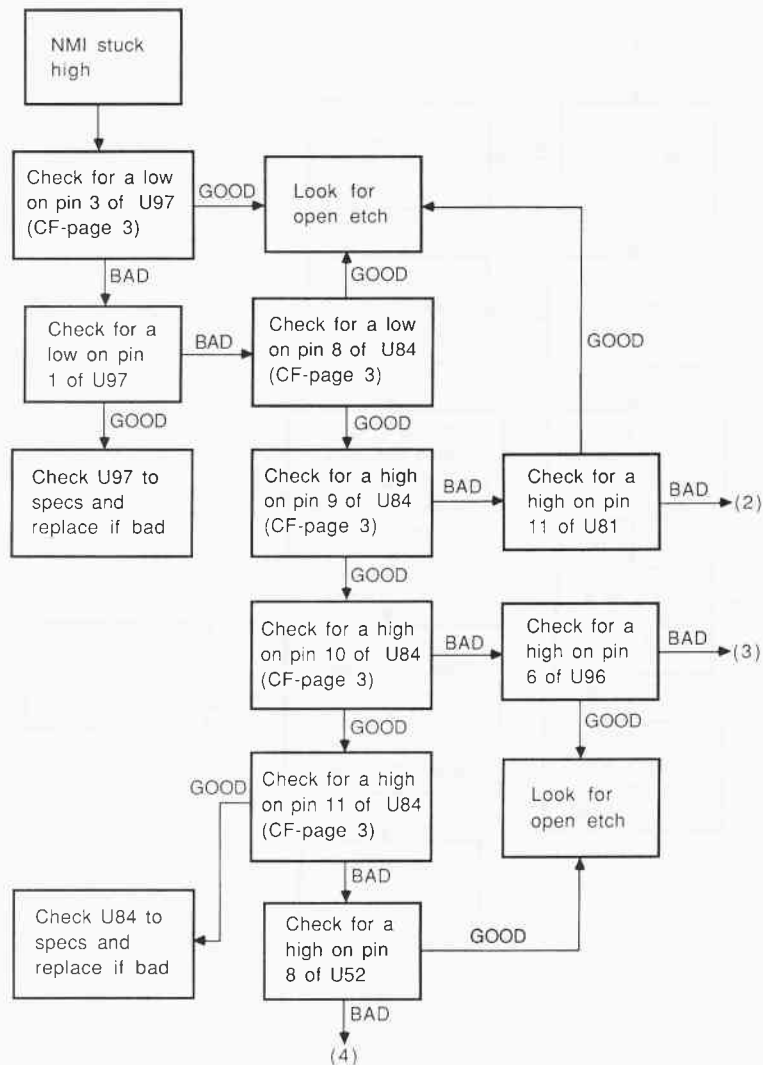 NMI stuck
high
Check for a low
on pin 3 of U97
(CF-page 3)
GOOD
Look for
open etch
BAD
GOOD
Check for a
low on pin
1 of U97
BAD
Check for a low
on pin 8 of U84
(CF-page 3)
GOOD
GOOD
GOOD
Check U97 to
specs and
replace if bad
Check for a high
on pin 9 of U84
(CF-page 3)
BAD
Check for a
high on pin
11 of U81
BAD
(2)
GOOD
Check for a high
on pin 10 of U84
(CF-page 3)
BAD
Check for a
high on pin
6 of U96
BAD
(3)
GOOD
GOOD
GOOD
Check for a high
on pin 11 of U84
(CF-page 3)
Look for
open etch
BAD
Check U84 to
specs and
replace if bad
Check for a
high on pin
8 of U52
GOOD
BAD
(4)